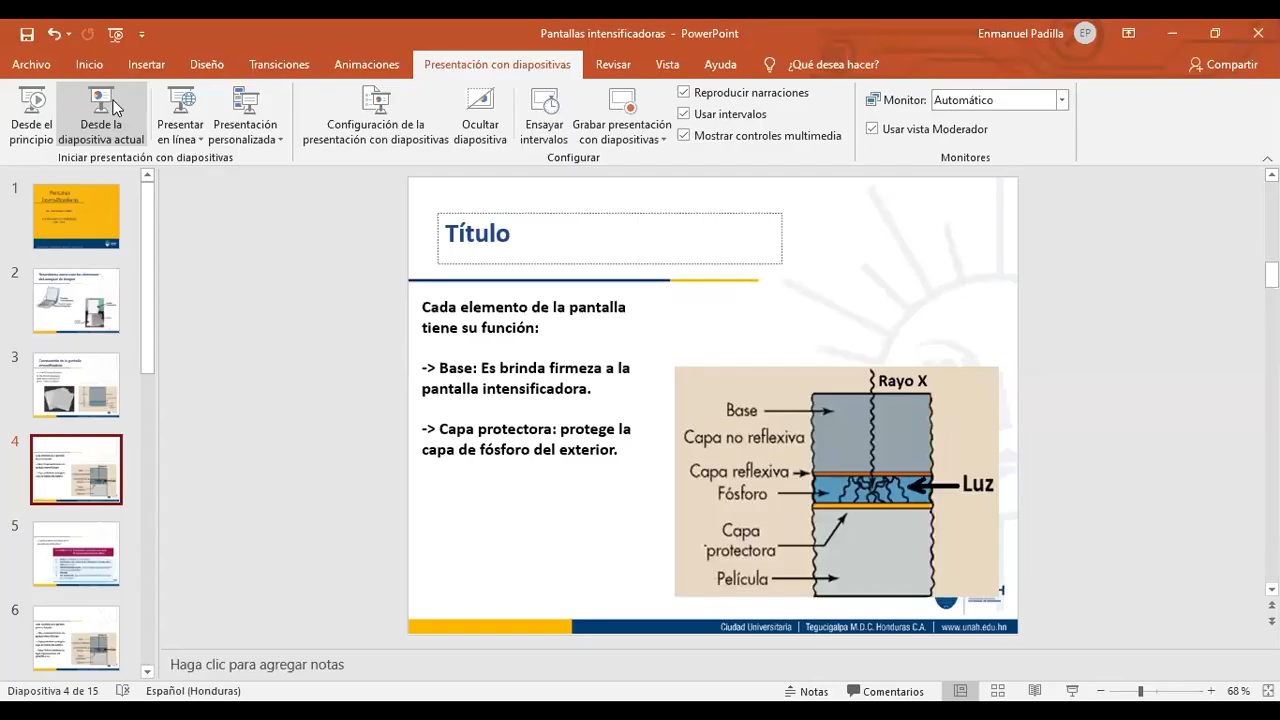 Pantallas intensificadoras - PowerPoint
Enmanuel Padilla
EP
Archivo
Inicio
Insertar
Diseño
Transiciones
Animaciones
Presentación con diapositivas
Revisar
Vista
Ayuda
¿Qué desea hacer?
Compartir
Desde el
principio
Desde la
diapositiva actual
Presentar
en línea
Presentación
personalizada
Iniciar presentación con diapositivas
Configuración de la
presentación con diapositivas
Ocultar
diapositiva
Ensayar
intervalos
Grabar presentación
con diapositivas
Reproducir narraciones
Usar intervalos
Mostrar controles multimedia
Configurar
Monitor:
Automático
Usar vista Moderador
Monitores
1
2
3
4
5
6
Título
Cada elemento de la pantalla
tiene su función:
-> Base: Es brinda firmeza a la
pantalla intensificadora.
-> Capa protectora: protege la
capa de fósforo del exterior.
Rayo X
Base
Capa no reflexiva
Capa reflexiva
Fósforo
Luz
Capa
protectora
Película
Ciudad Universitaria | Tegucigalpa M.D.C. Honduras C.A. | www.unah.edu.hn
Haga clic para agregar notas
Diapositiva 4 de 15
Español (Honduras)
Notas
Comentarios
68 %